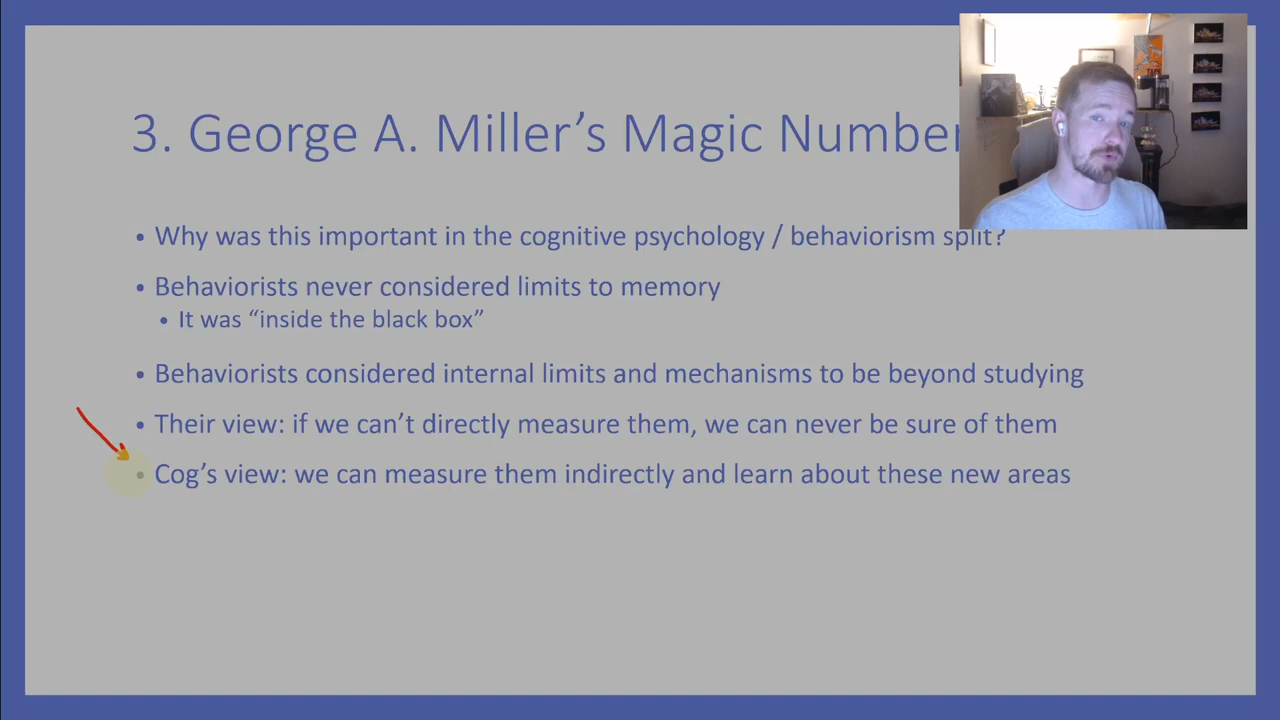 3. George A. Miller's Magic Number
• Why was this important in the cognitive psychology / behaviorism split?
• Behaviorists never considered limits to memory
• It was “inside the black box”
• Behaviorists considered internal limits and mechanisms to be beyond studying
• Their view: if we can't directly measure them, we can never be sure of them
• Cog's view: we can measure them indirectly and learn about these new areas